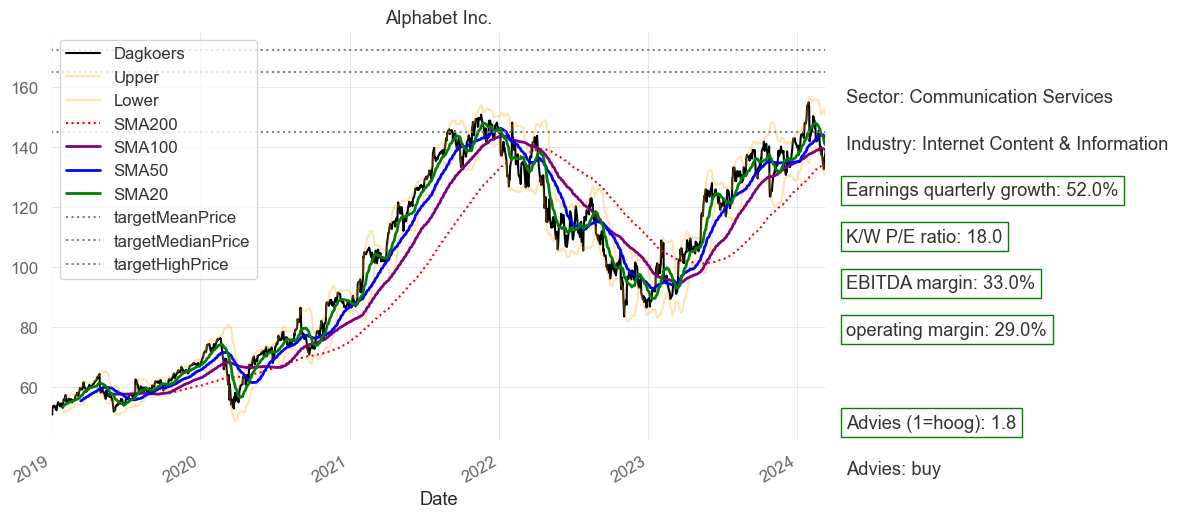 Alphabet Inc.
Dagkoers
Upper
Lower
SMA200
SMA100
SMA50
SMA20
targetMeanPrice
targetMedianPrice
targetHighPrice
160
140
120
100
80
60
2019
2020
2021
2022
2023
2024
Date
Sector: Communication Services
Industry: Internet Content & Information
Earnings quarterly growth: 52.0%
K/W P/E ratio: 18.0
EBITDA margin: 33.0%
operating margin: 29.0%
Advies (1=hoog): 1.8
Advies: buy